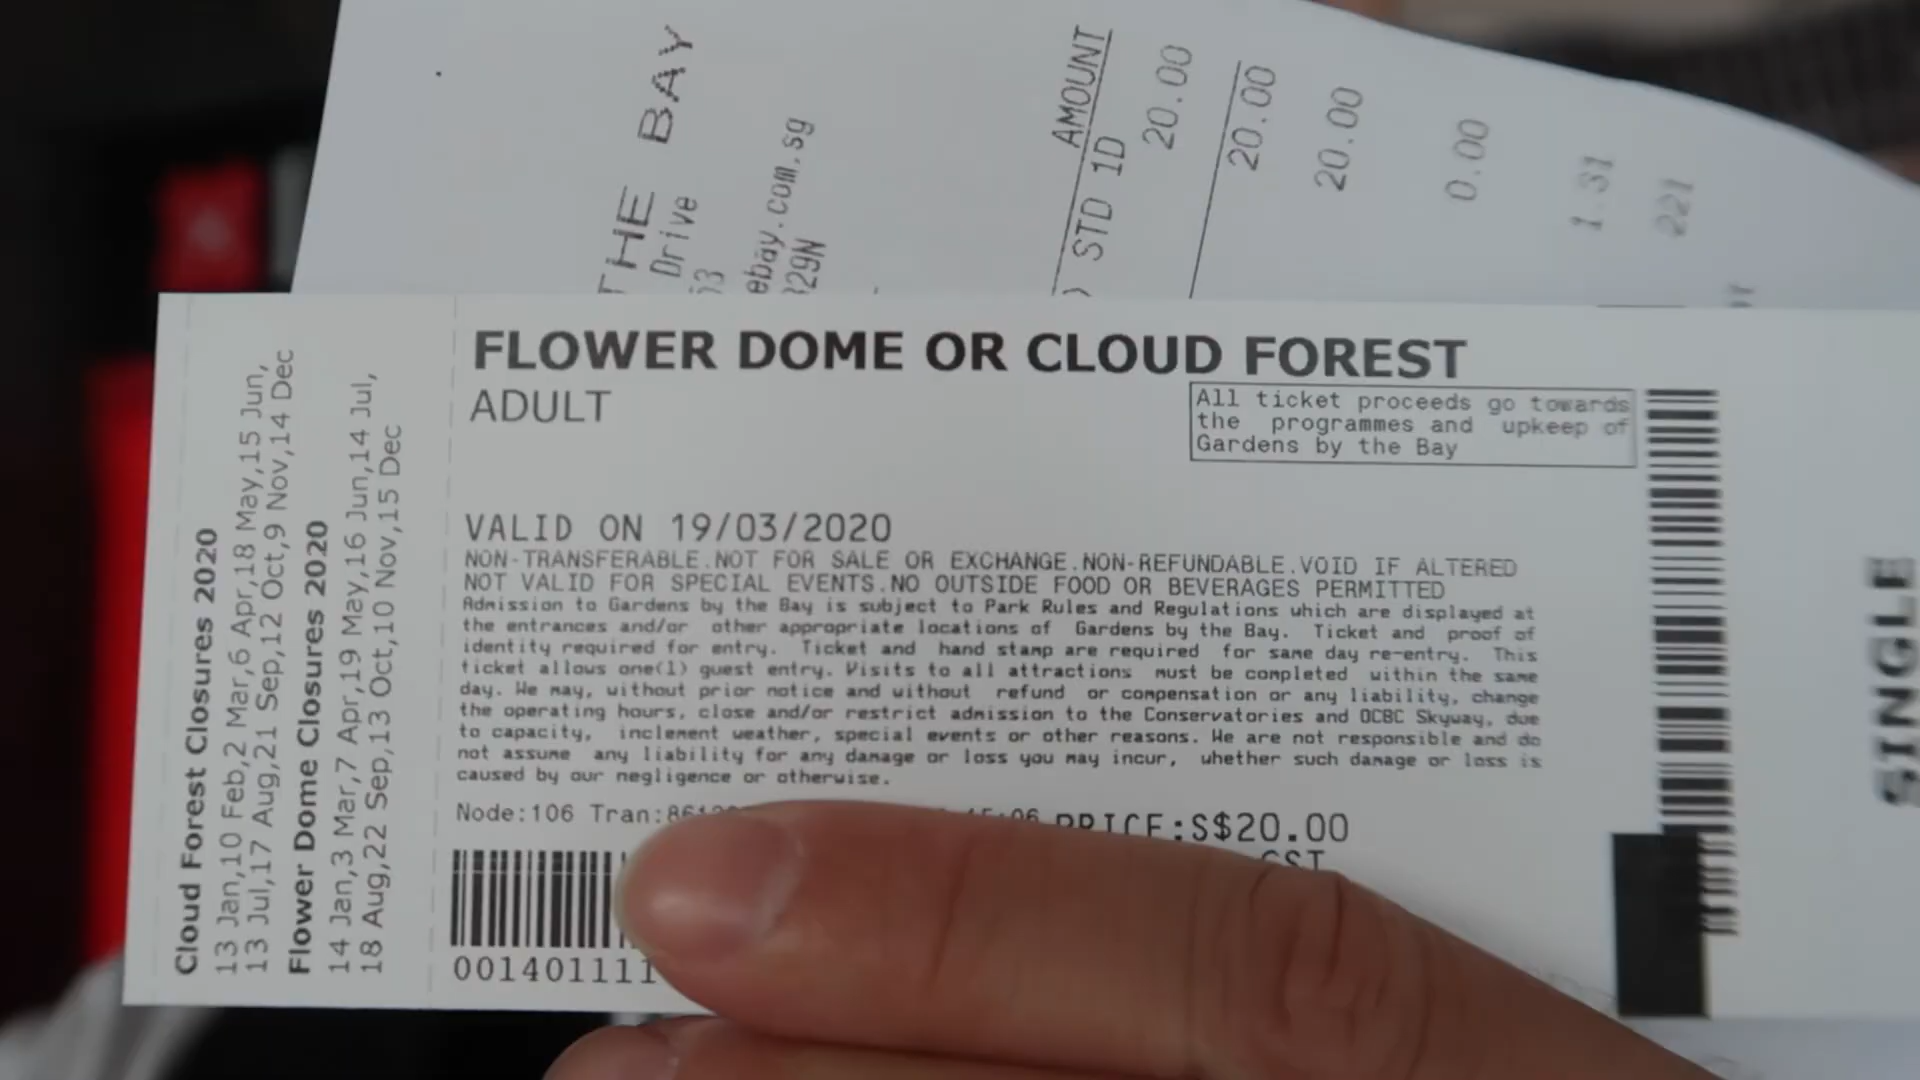 THE BAY
Drive
ebay.com.sg
29N
AMOUNT
) STD 1D
20.00
20.00
20.00
0.00
1.31
221
FLOWER DOME OR CLOUD FOREST
ADULT
All ticket proceeds go towards
the programmes and upkeep of
Gardens by the Bay
VALID ON 19/03/2020
NON-TRANSFERABLE.NOT FOR SALE OR EXCHANGE.NON-REFUNDABLE.VOID IF ALTERED
NOT VALID FOR SPECIAL EVENTS.NO OUTSIDE FOOD OR BEVERAGES PERMITTED
Admission to Gardens by the Bay is subject to Park Rules and Regulations which are displayed at
the entrances and/or other appropriate locations of Gardens by the Bay. Ticket and proof of
identity required for entry. Ticket and hand stamp are required for same day re-entry. This
ticket allows one(1) guest entry. Visits to all attractions must be completed within the same
day. We may, without prior notice and without refund or compensation or any liability, change
the operating hours, close and/or restrict admission to the Conservatories and OCBC Skyway, due
to capacity, inclement weather, special events or other reasons. We are not responsible and do
not assume any liability for any damage or loss you may incur, whether such damage or loss is
caused by our negligence or otherwise.
Node:106 Tran:861
PRICE:S$20.00
GST
001401111
Cloud Forest Closures 2020
13 Jan,10 Feb,2 Mar,6 Apr,18 May,15 Jun,
13 Jul,17 Aug,21 Sep,12 Oct,9 Nov,14 Dec
Flower Dome Closures 2020
14 Jan,3 Mar,7 Apr,19 May,16 Jun,14 Jul,
18 Aug,22 Sep,13 Oct,10 Nov,15 Dec
SINGLE